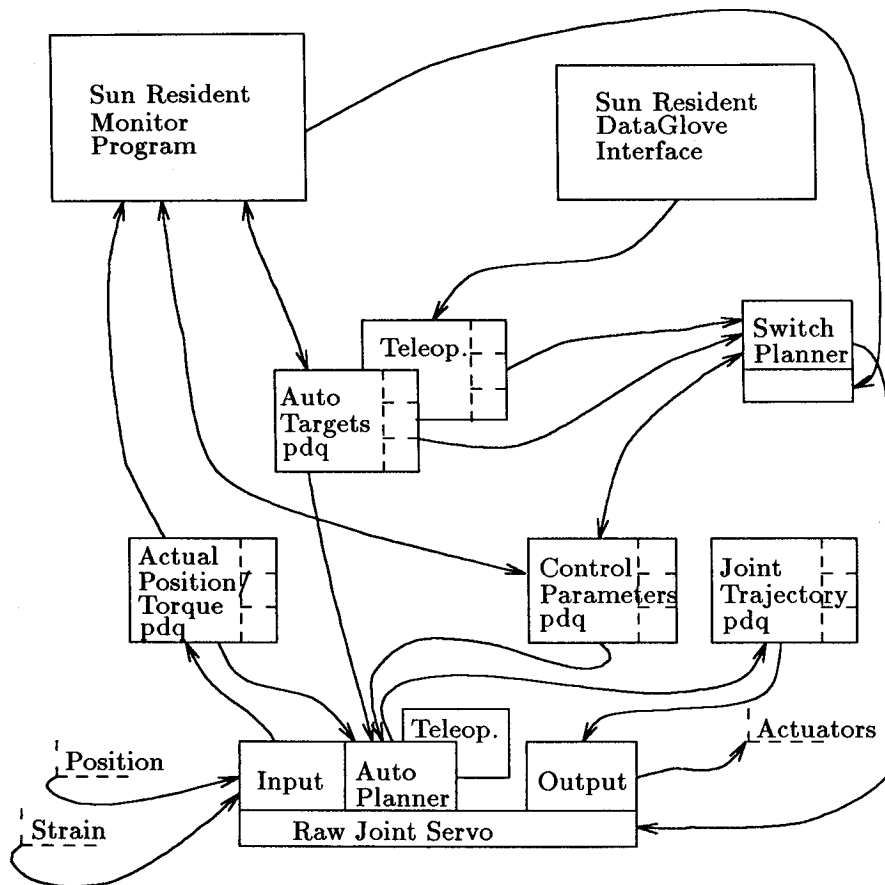 Sun Resident
Monitor
Program
Sun Resident
DataGlove
Interface
Teleop.
Switch
Planner
Auto
Targets
pdq
Actual
Position/
Torque
pdq
Control
Parameters
pdq
Joint
Trajectory
pdq
Teleop.
Actuators
Position
Input
Auto
Planner
Output
Strain
Raw Joint Servo